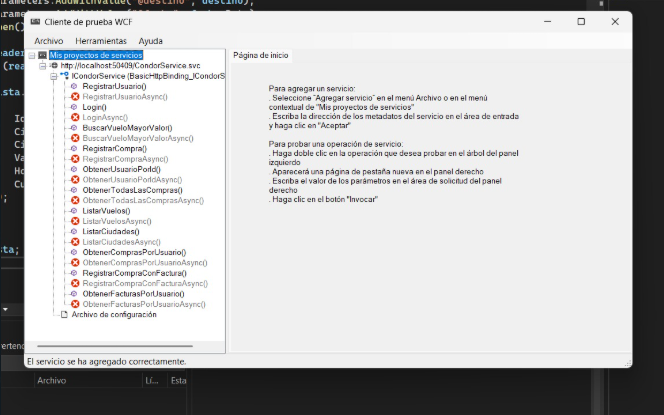 rameters.AddWithValue("@destino", destino);
Cliente de prueba WCF
Archivo Herramientas Ayuda
Mis proyectos de servicios
http://localhost:50409/CondorService.svc
ICondorService (BasicHttpBinding_ICondorS
RegistrarUsuario()
RegistrarUsuarioAsync()
Login()
LoginAsync()
BuscarVueloMayorValor()
BuscarVueloMayorValorAsync()
RegistrarCompra()
RegistrarCompraAsync()
ObtenerUsuarioPorId()
ObtenerUsuarioPorIdAsync()
ObtenerTodasLasCompras()
ObtenerTodasLasComprasAsync()
ListarVuelos()
ListarVuelosAsync()
ListarCiudades()
ListarCiudadesAsync()
ObtenerComprasPorUsuario()
ObtenerComprasPorUsuarioAsync()
RegistrarCompraConFactura()
RegistrarCompraConFacturaAsync()
ObtenerFacturasPorUsuario()
ObtenerFacturasPorUsuarioAsync()
Archivo de configuración
Página de inicio
Para agregar un servicio:
. Seleccione "Agregar servicio" en el menú Archivo o en el menú
contextual de "Mis proyectos de servicios"
. Escriba la dirección de los metadatos del servicio en el área de entrada
y haga clic en "Aceptar"
Para probar una operación de servicio:
. Haga doble clic en la operación que desea probar en el árbol del panel
izquierdo
. Aparecerá una página de pestaña nueva en el panel derecho
. Escriba el valor de los parámetros en el área de solicitud del panel
derecho
. Haga clic en el botón "Invocar"
El servicio se ha agregado correctamente.
Archivo Lí... Esta